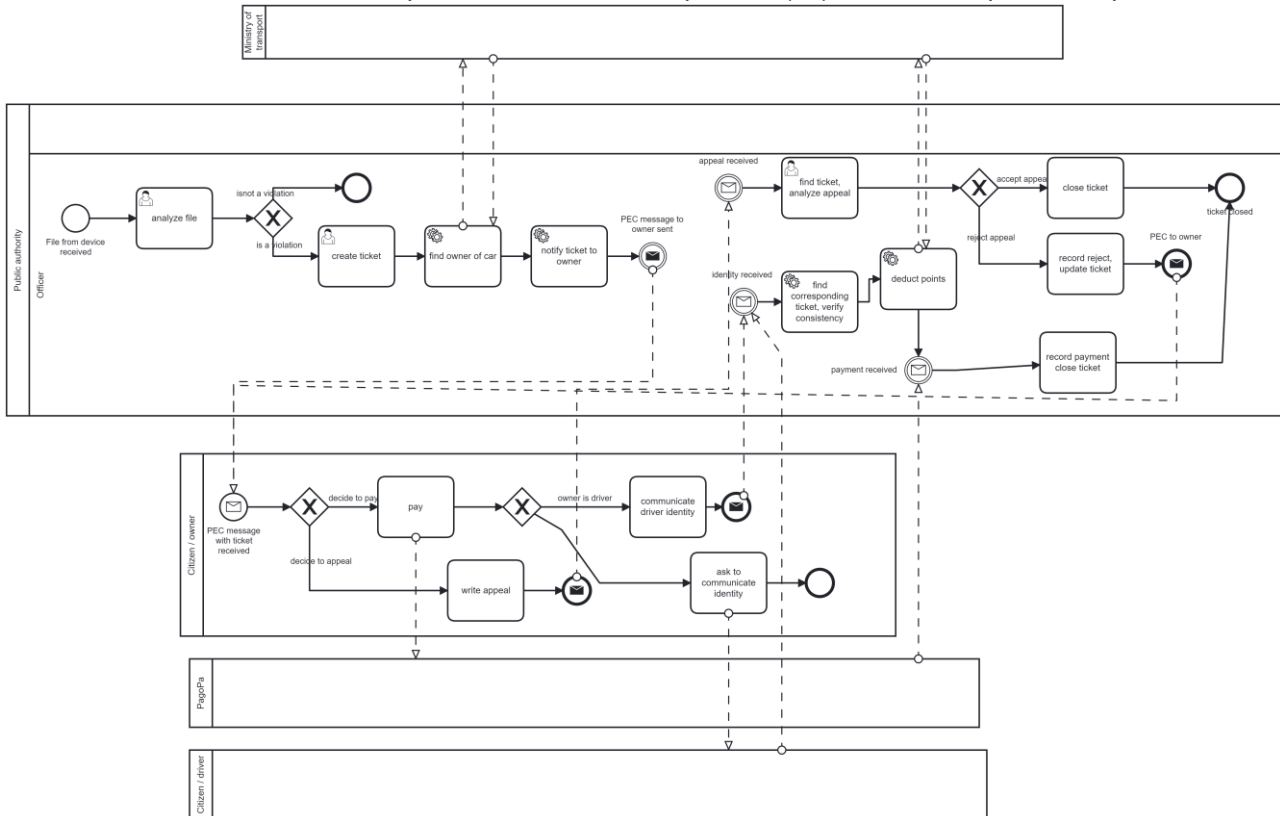 Ministry of
transport
Public authority
Officer
File from device
received
analyze file
isnot a violation
is a violation
create ticket
find owner of car
notify ticket to
owner
PEC message to
owner sent
appeal received
find ticket,
analyze appeal
accept appeal
close ticket
ticket closed
reject appeal
record reject,
update ticket
PEC to owner
identity received
find
corresponding
ticket, verify
consistency
deduct points
payment received
record payment
close ticket
Citizen / owner
PEC message
with ticket
received
decide to pay
pay
owner is driver
communicate
driver identity
decide to appeal
write appeal
ask to
communicate
identity
PagoPa
Citizen / driver